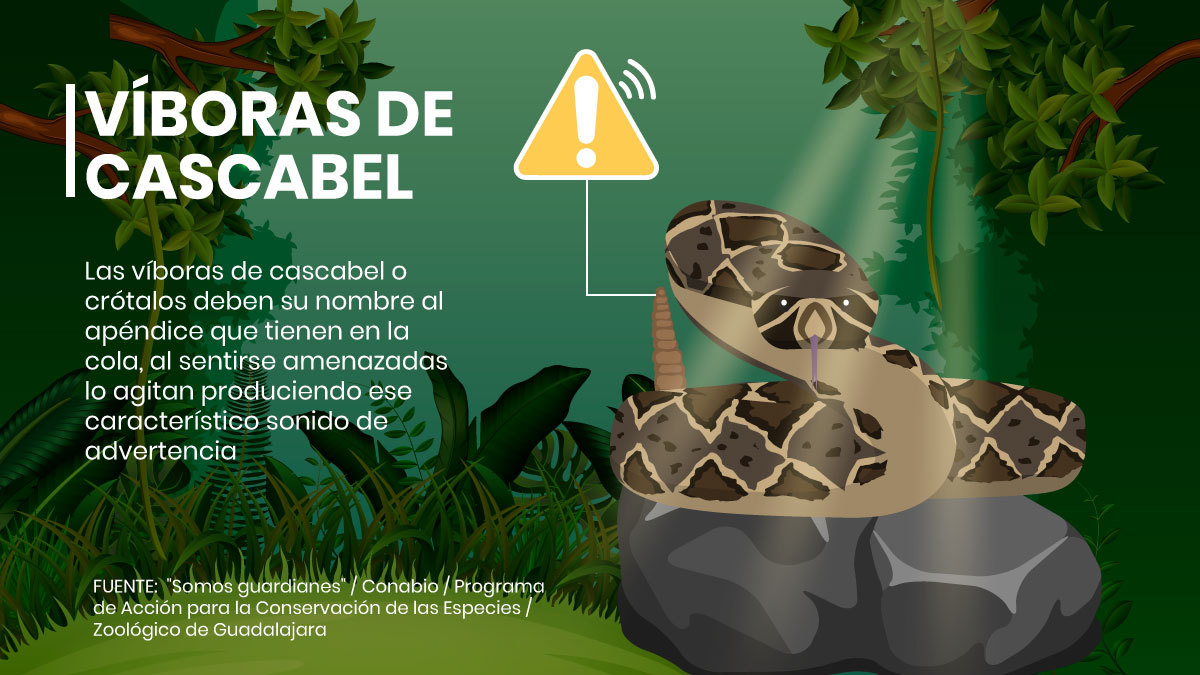 VÍBORAS DE
CASCABEL
Las víboras de cascabel o
crótalos deben su nombre al
apéndice que tienen en la
cola, al sentirse amenazadas
lo agitan produciendo ese
característico sonido de
advertencia
FUENTE: "Somos guardianes" / Conabio / Programa
de Acción para la Conservación de las Especies /
Zoológico de Guadalajara